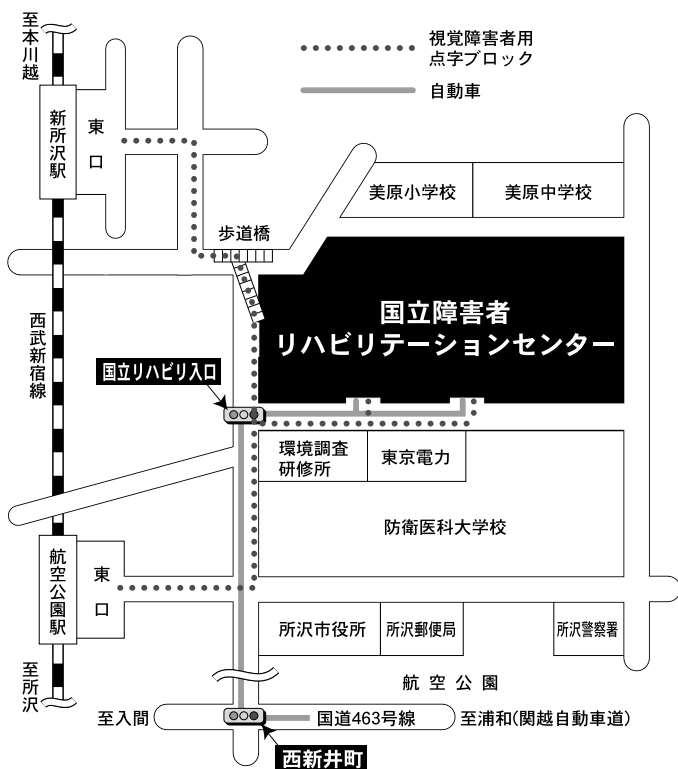 至本川越
視覚障害者用
点字ブロック
自動車
新所沢駅
東口
美原小学校
美原中学校
歩道橋
西武新宿線
国立障害者
リハビリテーションセンター
国立リハビリ入口
環境調査
研修所
東京電力
防衛医科大学校
航空公園駅
東口
所沢市役所
所沢郵便局
所沢警察署
至所沢
航空公園
至入間
国道463号線
至浦和(関越自動車道)
西新井町